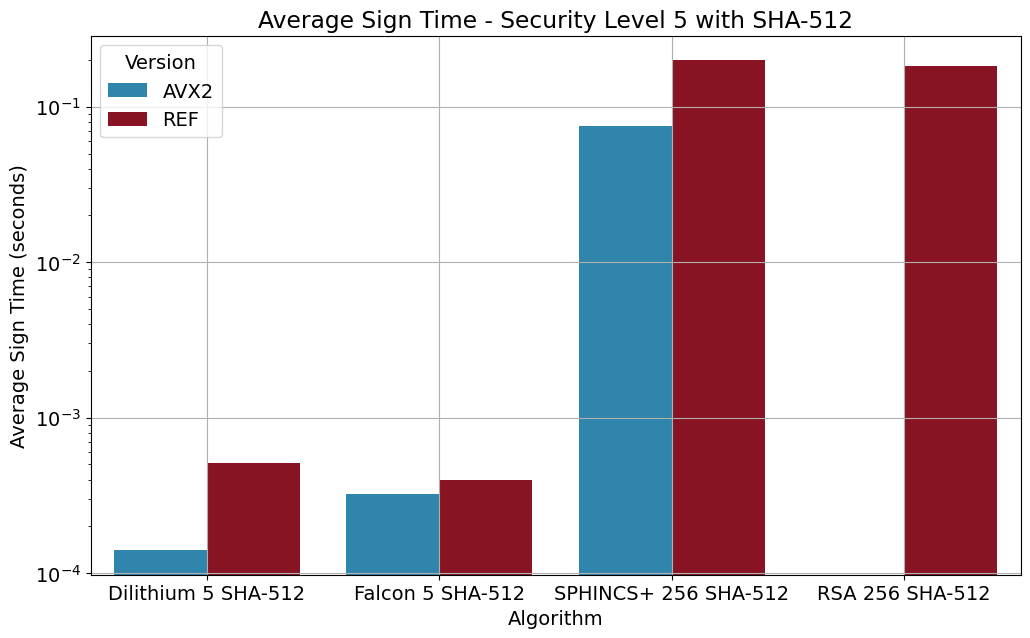 Average Sign Time - Security Level 5 with SHA-512
Version
AVX2
REF
Average Sign Time (seconds)
10⁻¹
10⁻²
10⁻³
10⁻⁴
Dilithium 5 SHA-512
Falcon 5 SHA-512
SPHINCS+ 256 SHA-512
RSA 256 SHA-512
Algorithm